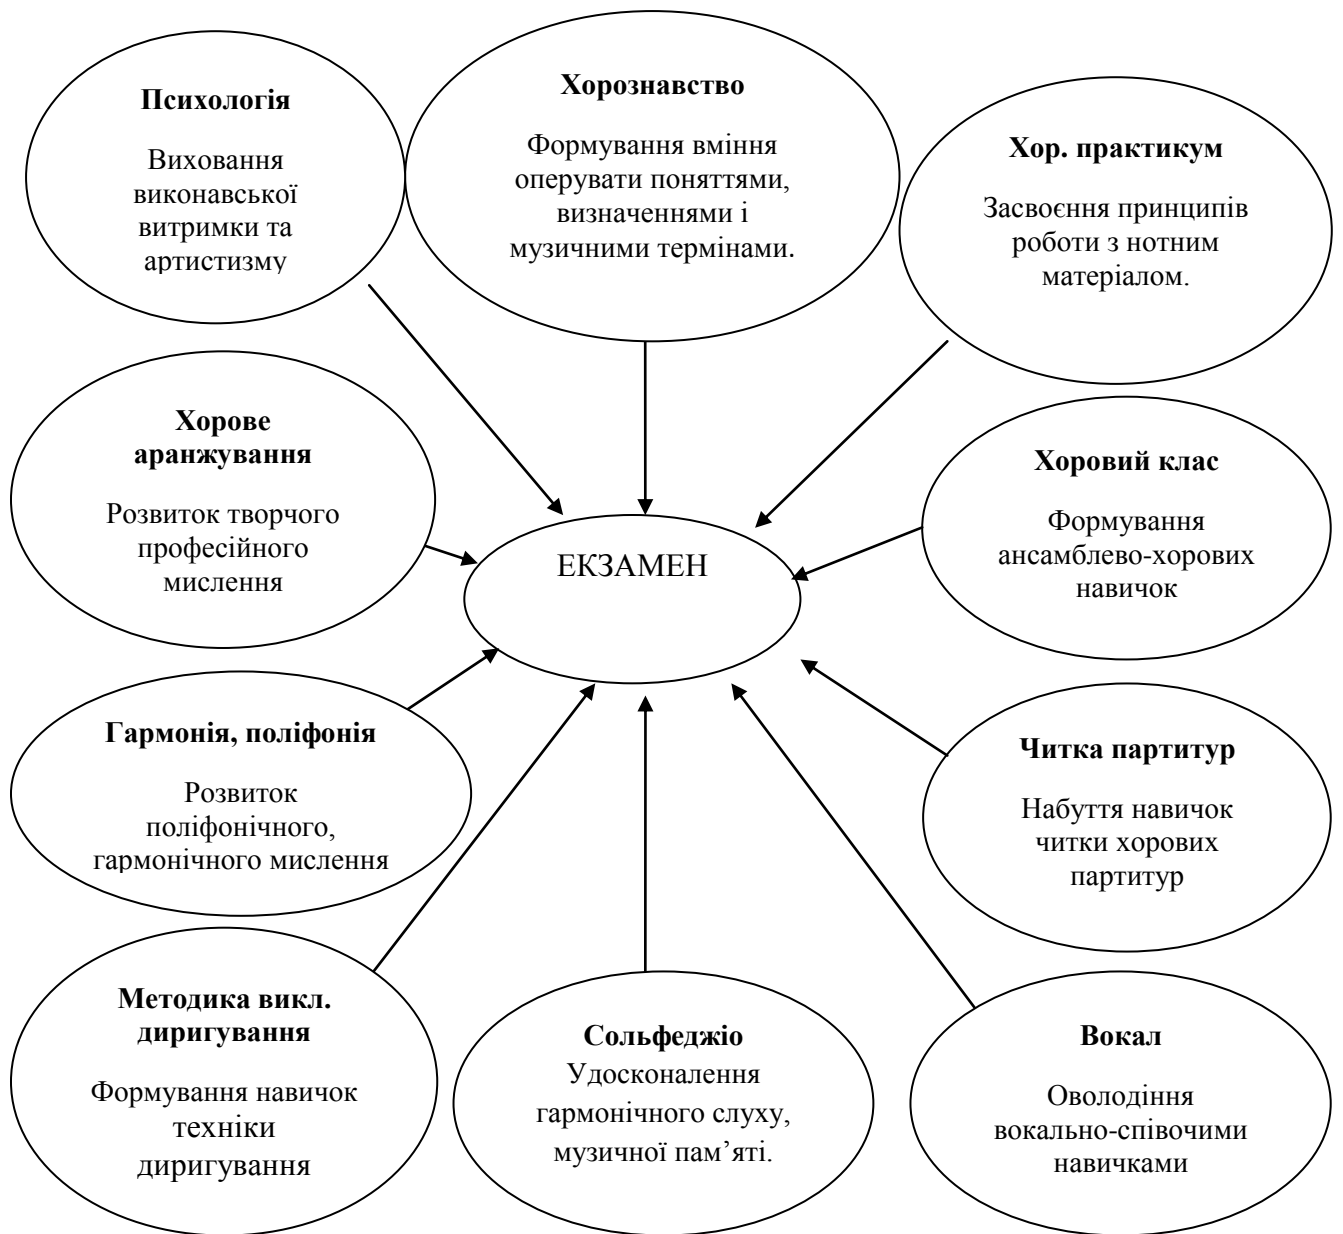 Психологія
Виховання
виконавської
витримки та
артистизму
Хорознавство
Формування вміння
оперувати поняттями,
визначеннями і
музичними термінами.
Хор. практикум
Засвоєння принципів
роботи з нотним
матеріалом.
Хорове
аранжування
Розвиток творчого
професійного
мислення
ЕКЗАМЕН
Хоровий клас
Формування
ансамблево-хорових
навичок
Гармонія, поліфонія
Розвиток
поліфонічного,
гармонічного мислення
Читка партитур
Набуття навичок
читки хорових
партитур
Методика викл.
диригування
Формування навичок
техніки
диригування
Сольфеджіо
Удосконалення
гармонічного слуху,
музичної пам’яті.
Вокал
Оволодіння
вокально-співочими
навичками